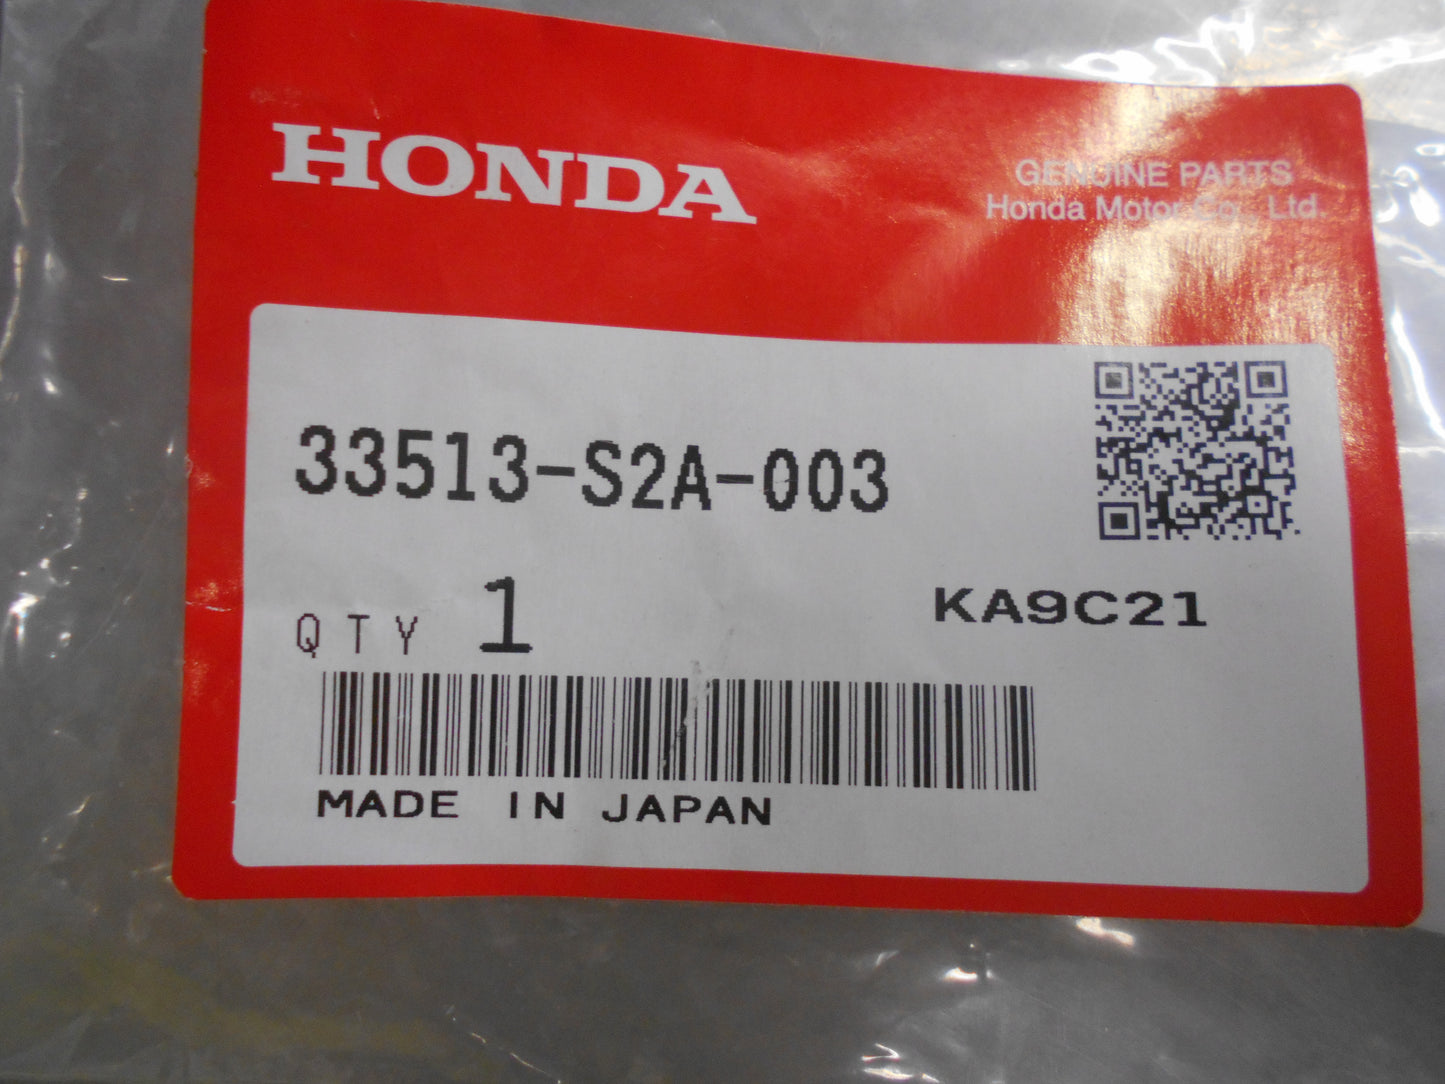 HONDA
GENUINE PARTS
Honda Motor Co., Ltd.
33513-S2A-003
QTY 1
KA9C21
MADE IN JAPAN